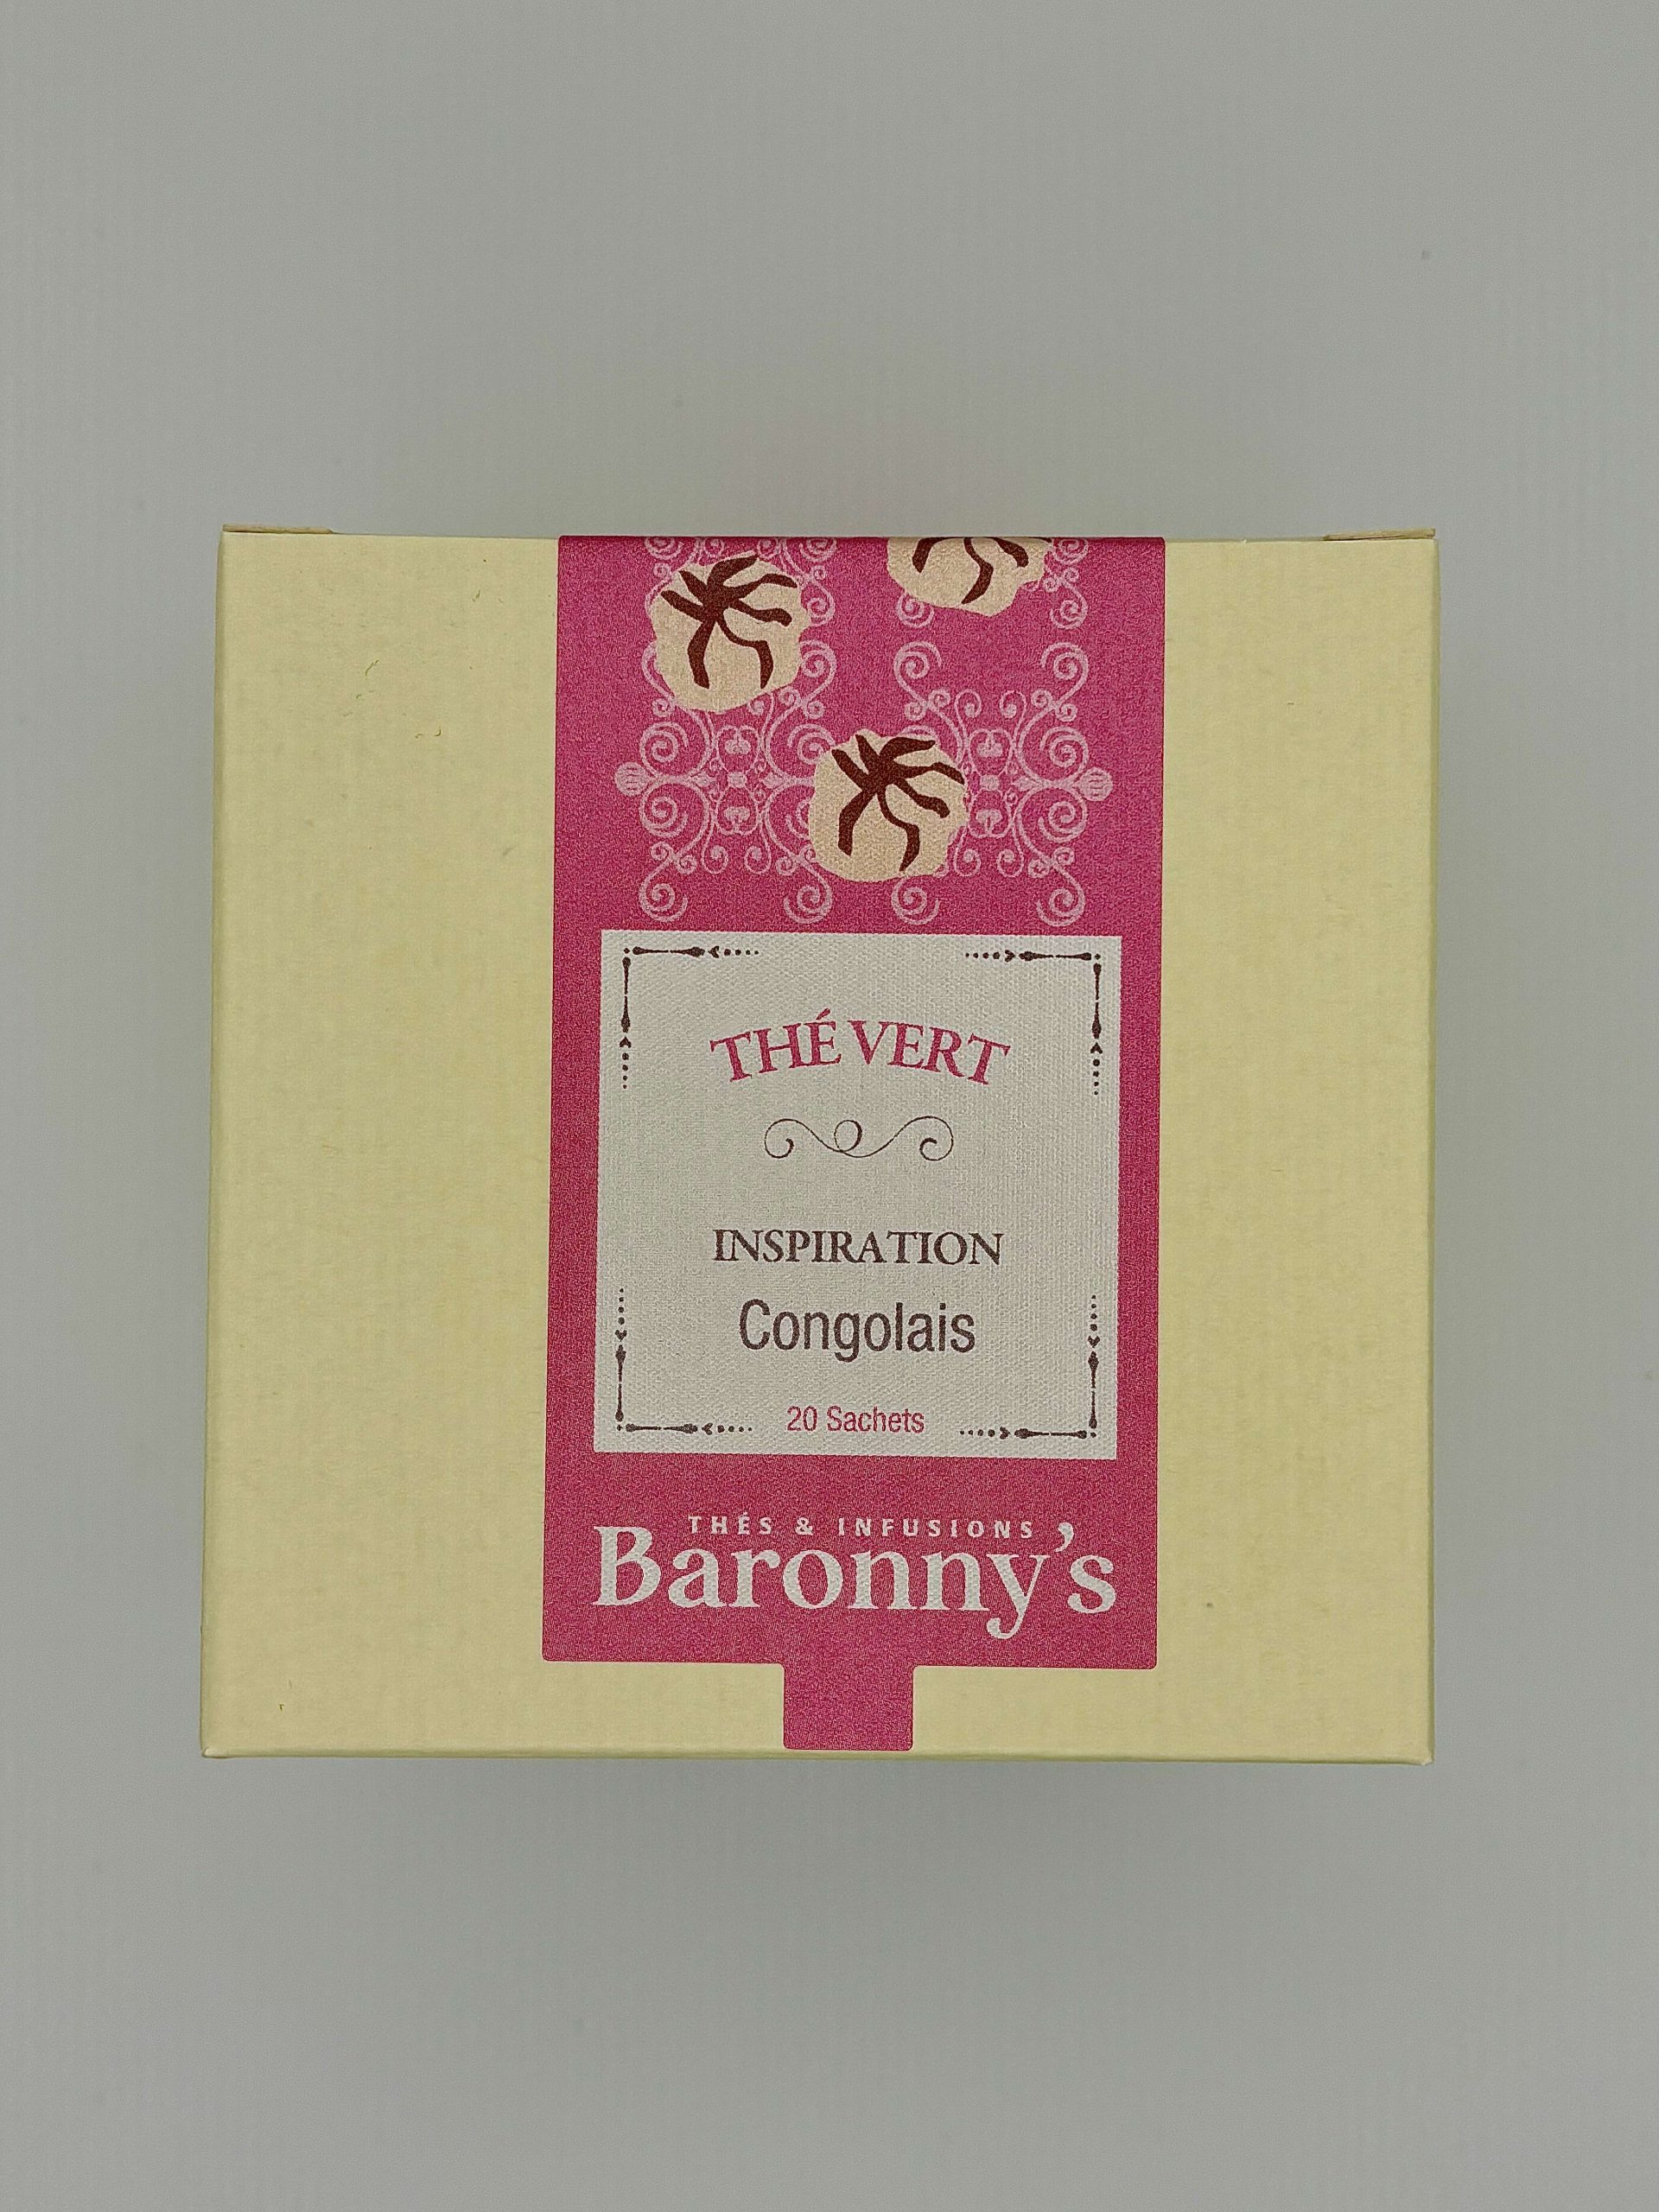 THÉ VERT
INSPIRATION
Congolais
20 Sachets
THÉS & INFUSIONS
Baronny's